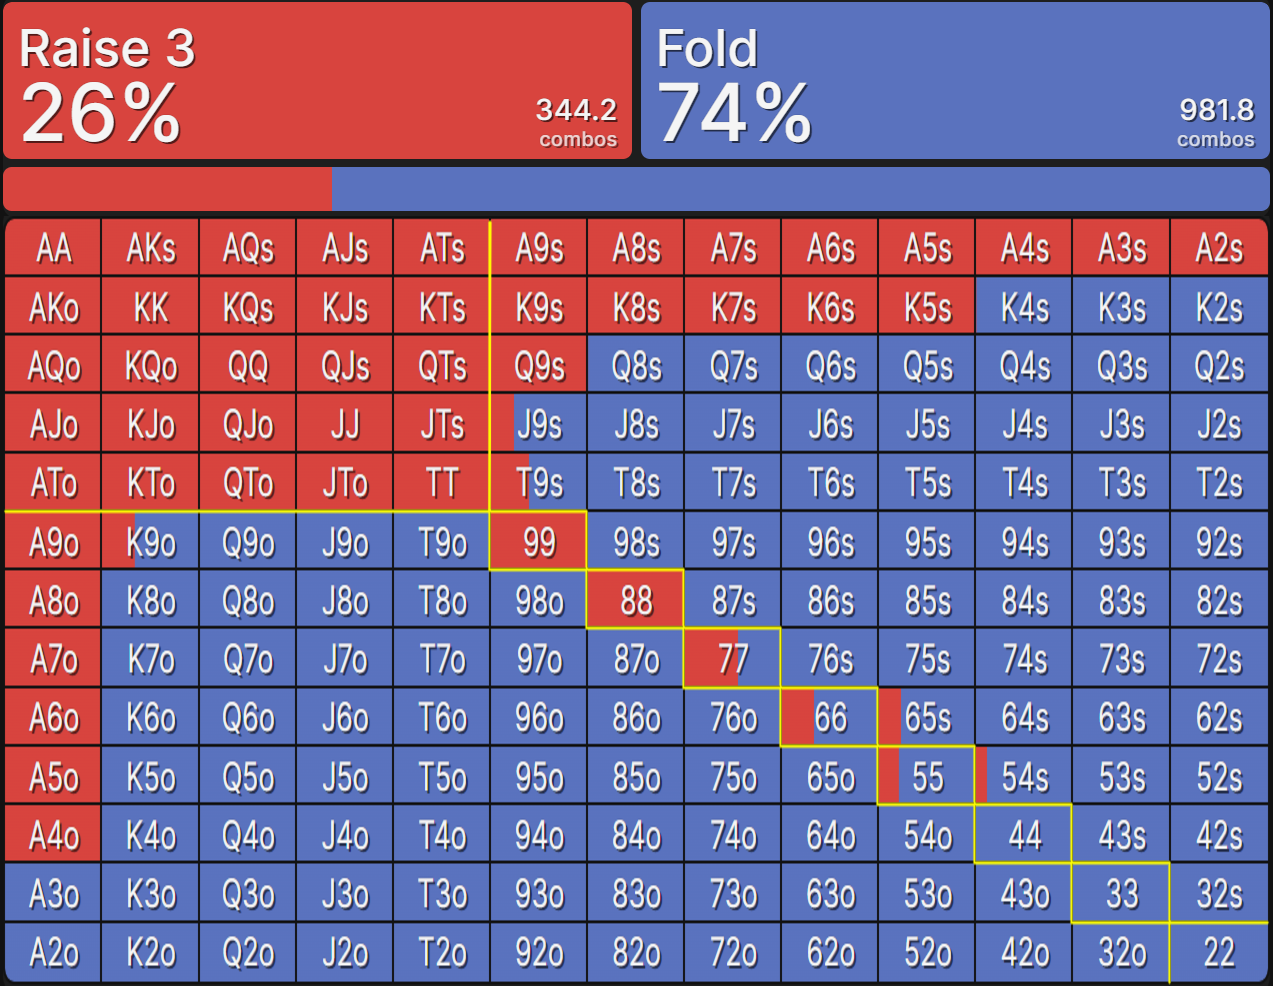 Raise 3
26%
344.2
combos
Fold
74%
981.8
combos
AA AKs AQs AJs ATs A9s A8s A7s A6s A5s A4s A3s A2s
AKo KK KQs KJs KTs K9s K8s K7s K6s K5s K4s K3s K2s
AQo KQo QQ QJs QTs Q9s Q8s Q7s Q6s Q5s Q4s Q3s Q2s
AJo KJo QJo JJ JTs J9s J8s J7s J6s J5s J4s J3s J2s
ATo KTo QTo JTo TT T9s T8s T7s T6s T5s T4s T3s T2s
A9o K9o Q9o J9o T9o 99 98s 97s 96s 95s 94s 93s 92s
A8o K8o Q8o J8o T8o 98o 88 87s 86s 85s 84s 83s 82s
A7o K7o Q7o J7o T7o 97o 87o 77 76s 75s 74s 73s 72s
A6o K6o Q6o J6o T6o 96o 86o 76o 66 65s 64s 63s 62s
A5o K5o Q5o J5o T5o 95o 85o 75o 65o 55 54s 53s 52s
A4o K4o Q4o J4o T4o 94o 84o 74o 64o 54o 44 43s 42s
A3o K3o Q3o J3o T3o 93o 83o 73o 63o 53o 43o 33 32s
A2o K2o Q2o J2o T2o 92o 82o 72o 62o 52o 42o 32o 22